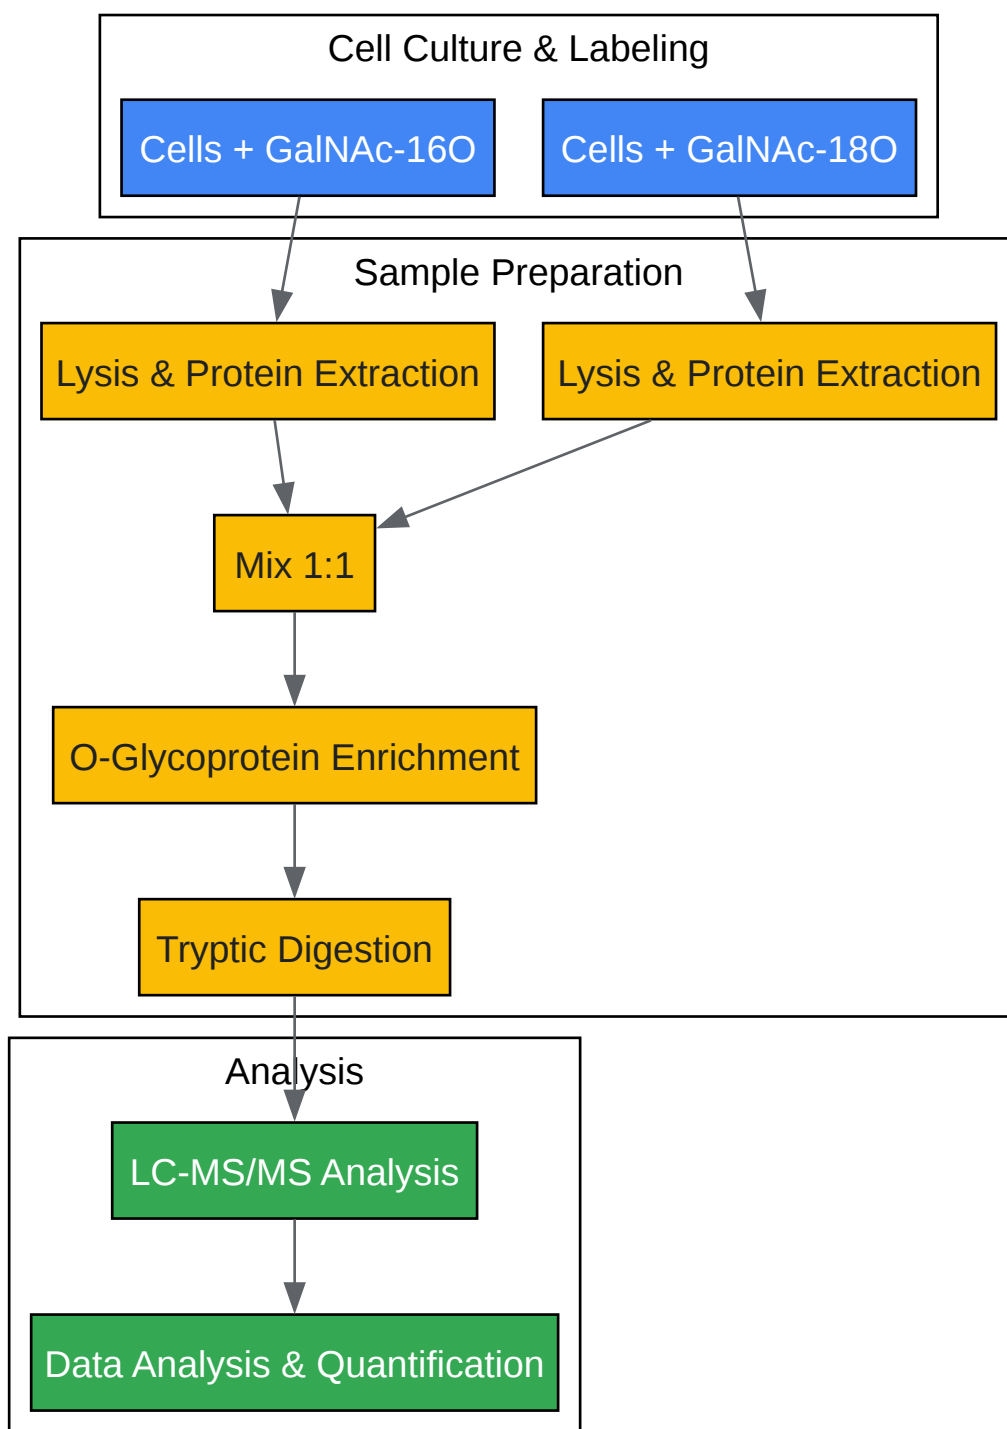 Cell Culture & Labeling
Cells + GalNAc-16O
Cells + GalNAc-18O
Sample Preparation
Lysis & Protein Extraction
Lysis & Protein Extraction
Mix 1:1
O-Glycoprotein Enrichment
Tryptic Digestion
Analysis
LC-MS/MS Analysis
Data Analysis & Quantification